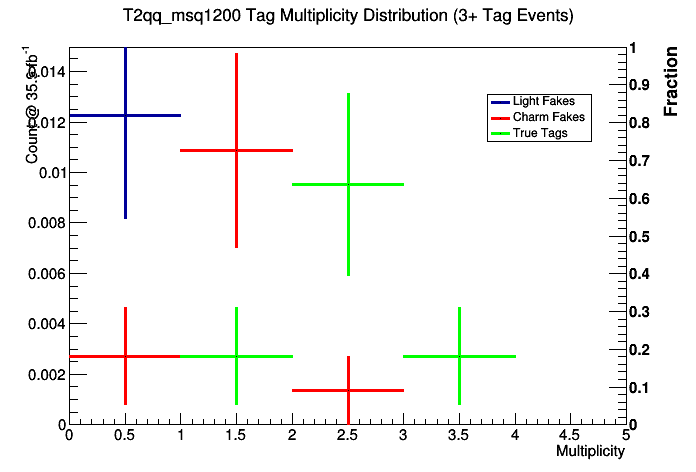 T2qq_msq1200 Tag Multiplicity Distribution (3+ Tag Events)
Count @ 35.9 fb-1
0.014
0.012
0.01
0.008
0.006
0.004
0.002
0
Light Fakes
Charm Fakes
True Tags
Fraction
1
0.9
0.8
0.7
0.6
0.5
0.4
0.3
0.2
0.1
0
0 0.5 1 1.5 2 2.5 3 3.5 4 4.5 5
Multiplicity